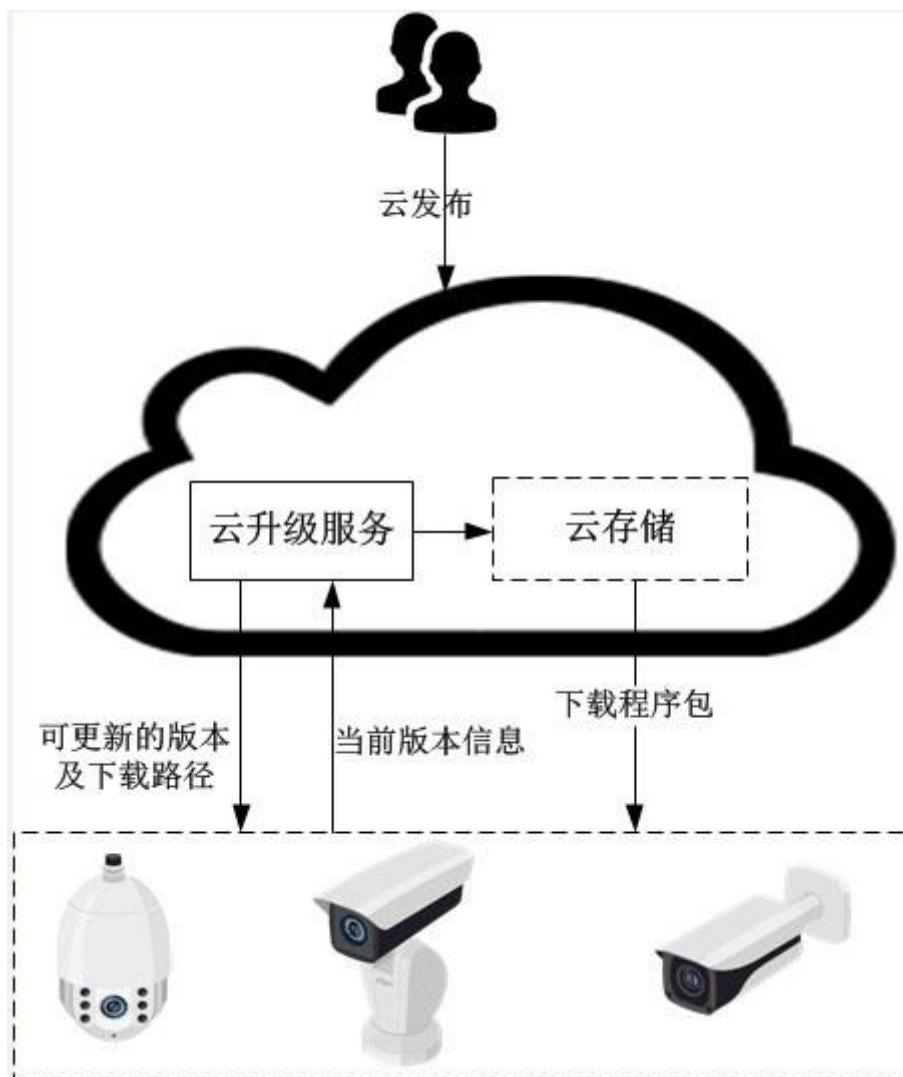 云发布
云升级服务
云存储
下载程序包
可更新的版本
及下载路径
当前版本信息